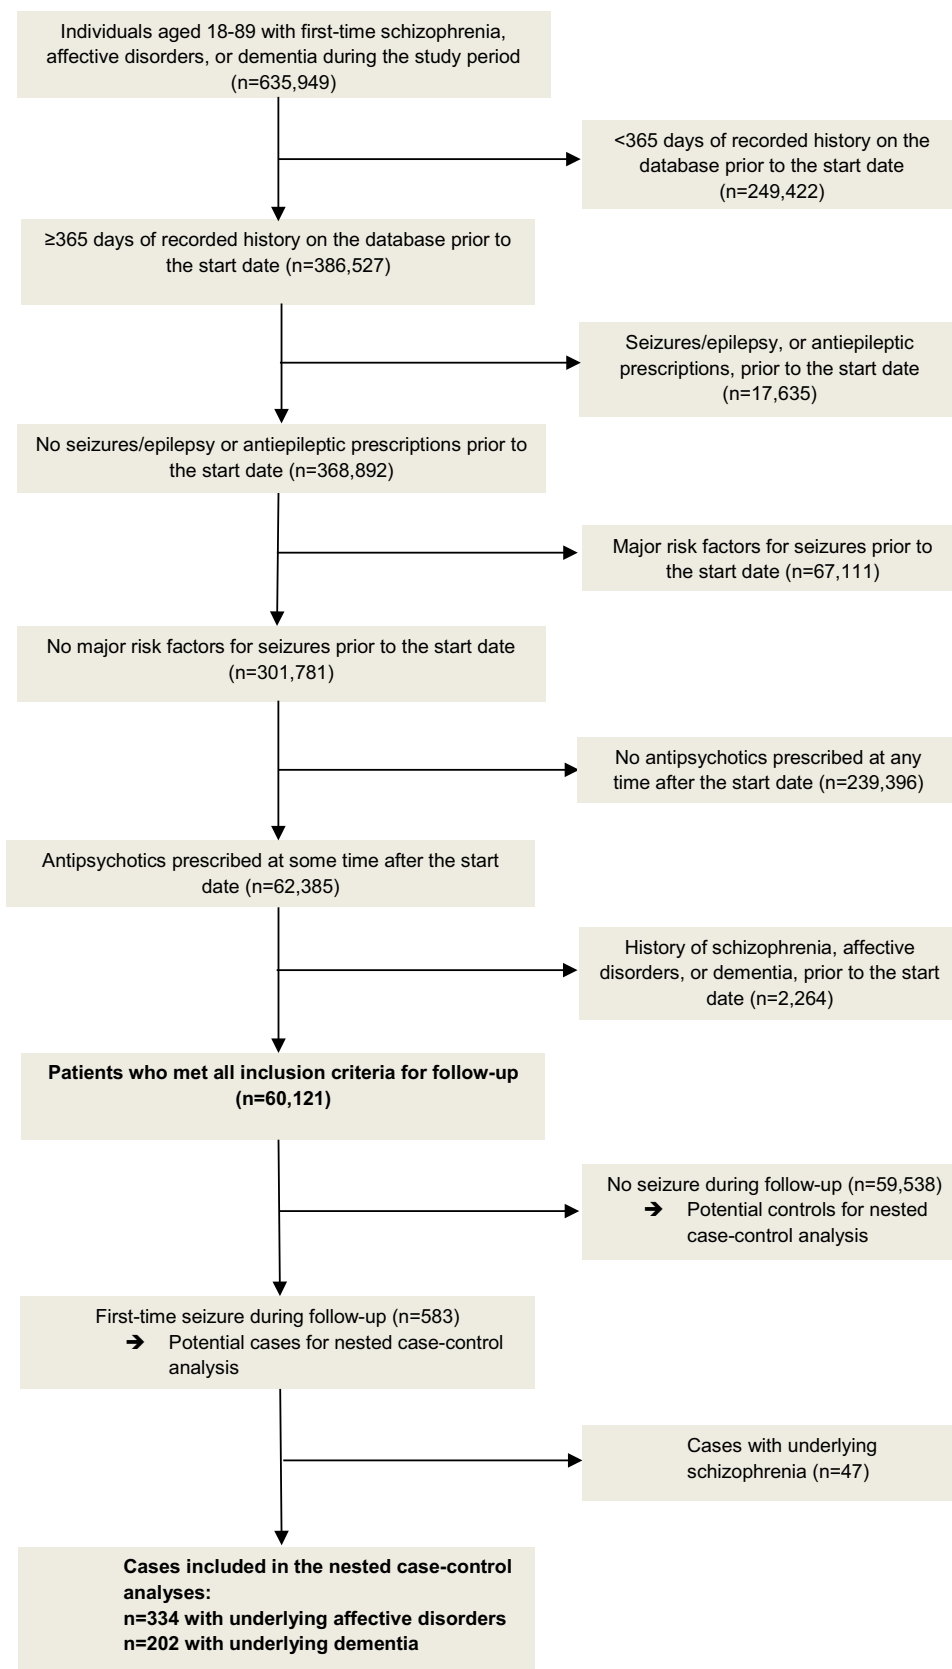 Individuals aged 18-89 with first-time schizophrenia,
affective disorders, or dementia during the study period
(n=635,949)
<365 days of recorded history on the
database prior to the start date
(n=249,422)
≥365 days of recorded history on the database prior to
the start date (n=386,527)
Seizures/epilepsy, or antiepileptic
prescriptions, prior to the start date
(n=17,635)
No seizures/epilepsy or antiepileptic prescriptions prior to
the start date (n=368,892)
Major risk factors for seizures prior to
the start date (n=67,111)
No major risk factors for seizures prior to the start date
(n=301,781)
No antipsychotics prescribed at any
time after the start date (n=239,396)
Antipsychotics prescribed at some time after the start
date (n=62,385)
History of schizophrenia, affective
disorders, or dementia, prior to the start
date (n=2,264)
Patients who met all inclusion criteria for follow-up
(n=60,121)
No seizure during follow-up (n=59,538)
➔ Potential controls for nested
case-control analysis
First-time seizure during follow-up (n=583)
➔ Potential cases for nested case-control
analysis
Cases with underlying
schizophrenia (n=47)
Cases included in the nested case-control
analyses:
n=334 with underlying affective disorders
n=202 with underlying dementia